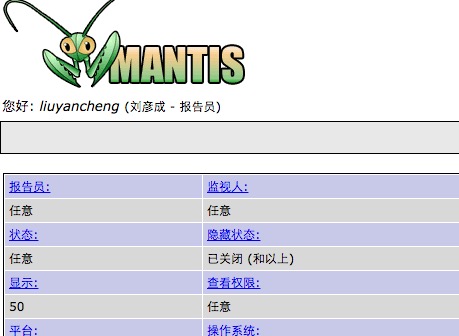 MANTIS
您好: liuyancheng (刘彦成 - 报告员)
报告员: 监视人:
任意 任意
状态: 隐藏状态:
任意 已关闭 (和以上)
显示: 查看权限:
50 任意
平台: 操作系统: